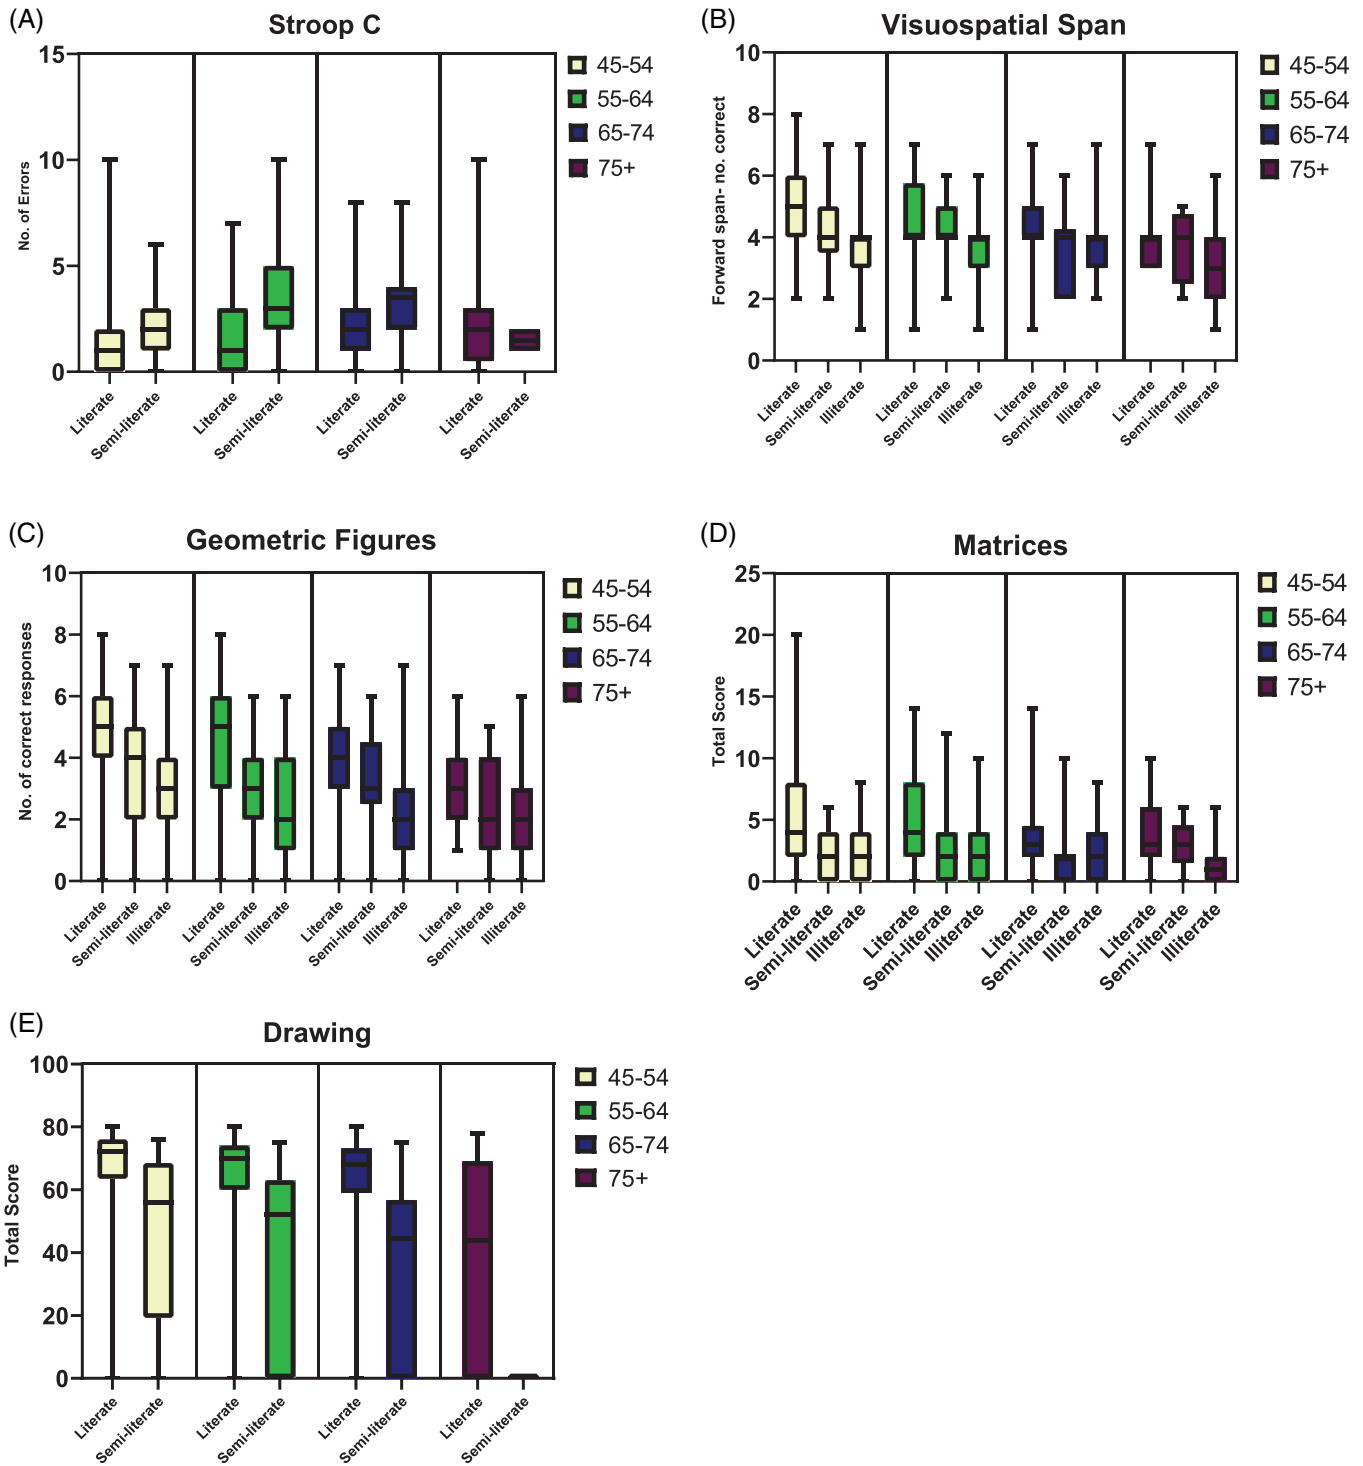 (A)
Stroop C
No. of Errors
15
10
5
0
Literate
Semi-literate
Literate
Semi-literate
Literate
Semi-literate
Literate
Semi-literate
45-54
55-64
65-74
75+
(B)
Visuospatial Span
Forward span- no. correct
10
8
6
4
2
0
Literate
Semi-literate
Illiterate
Literate
Semi-literate
Illiterate
Literate
Semi-literate
Illiterate
Literate
Semi-literate
Illiterate
45-54
55-64
65-74
75+
(C)
Geometric Figures
No. of correct responses
10
8
6
4
2
0
Literate
Semi-literate
Illiterate
Literate
Semi-literate
Illiterate
Literate
Semi-literate
Illiterate
Literate
Semi-literate
Illiterate
45-54
55-64
65-74
75+
(D)
Matrices
Total Score
25
20
15
10
5
0
Literate
Semi-literate
Illiterate
Literate
Semi-literate
Illiterate
Literate
Semi-literate
Illiterate
Literate
Semi-literate
Illiterate
45-54
55-64
65-74
75+
(E)
Drawing
Total Score
100
80
60
40
20
0
Literate
Semi-literate
Literate
Semi-literate
Literate
Semi-literate
Literate
Semi-literate
45-54
55-64
65-74
75+